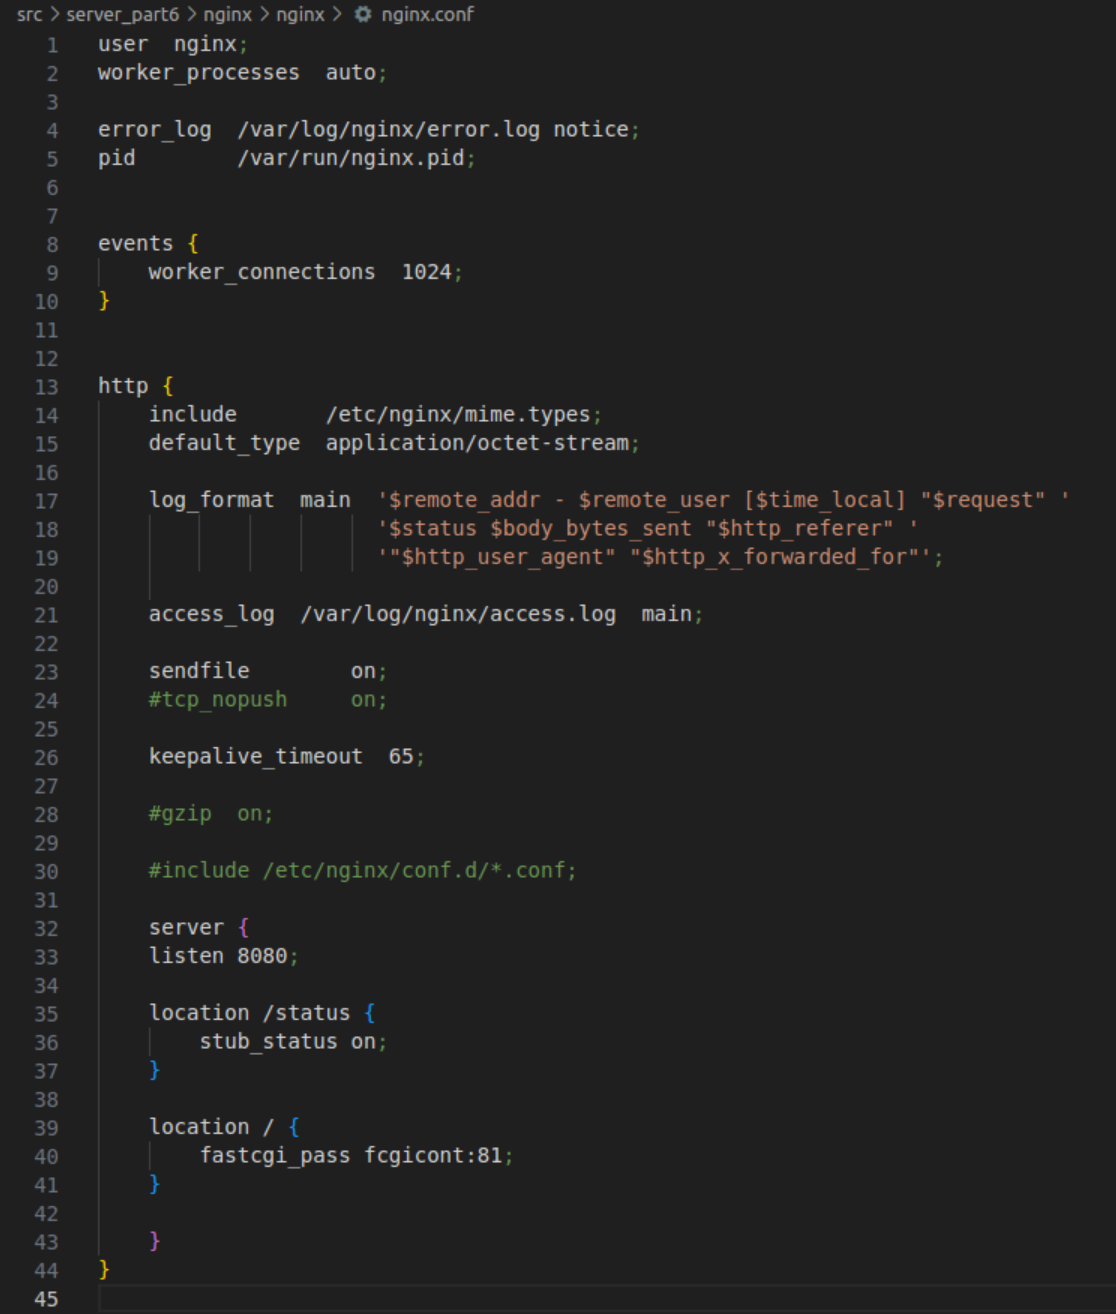 src > server_part6 > nginx > nginx > nginx.conf
1 user  nginx;
2 worker_processes  auto;
3
4 error_log  /var/log/nginx/error.log notice;
5 pid        /var/run/nginx.pid;
6
7
8 events {
9     worker_connections  1024;
10 }
11
12
13 http {
14     include       /etc/nginx/mime.types;
15     default_type  application/octet-stream;
16
17     log_format  main  '$remote_addr - $remote_user [$time_local] "$request" '
18                       '$status $body_bytes_sent "$http_referer" '
19                       '"$http_user_agent" "$http_x_forwarded_for"';
20
21     access_log  /var/log/nginx/access.log  main;
22
23     sendfile        on;
24     #tcp_nopush     on;
25
26     keepalive_timeout  65;
27
28     #gzip  on;
29
30     #include /etc/nginx/conf.d/*.conf;
31
32     server {
33     listen 8080;
34
35     location /status {
36         stub_status on;
37     }
38
39     location / {
40         fastcgi_pass fcgicont:81;
41     }
42
43     }
44 }
45